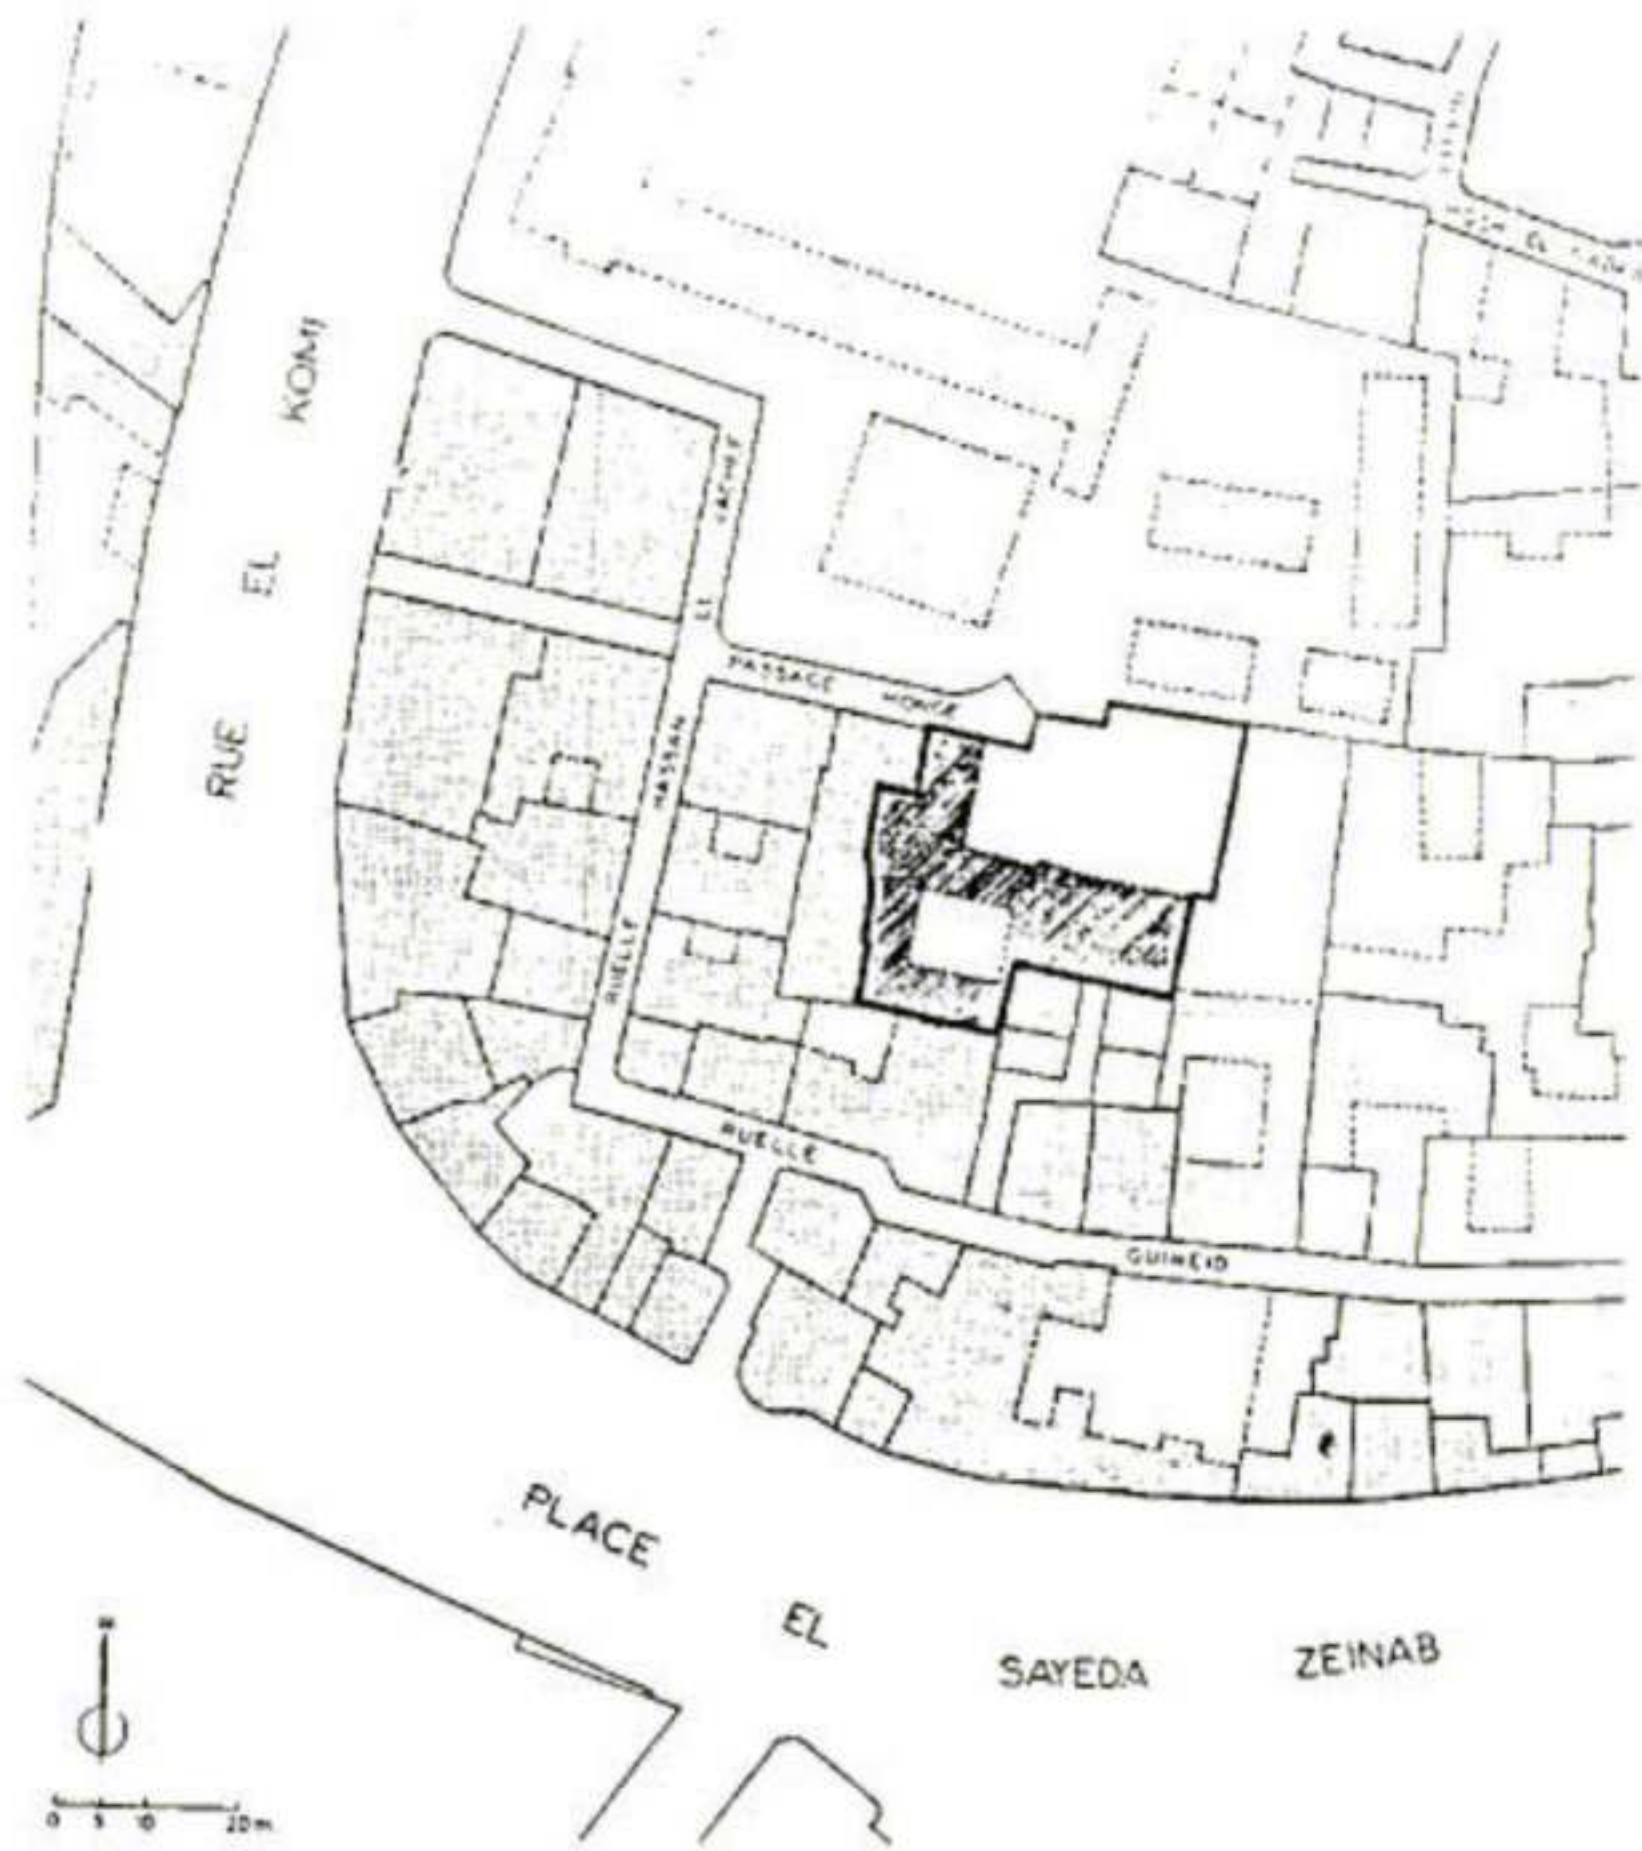 KOMI
EL
RUE
EL
HASSAN
RUELLE
PASSAGE MONGE
RUELLE
GUINEID
PLACE
EL
SAYEDA
ZEINAB
0 5 10 20m